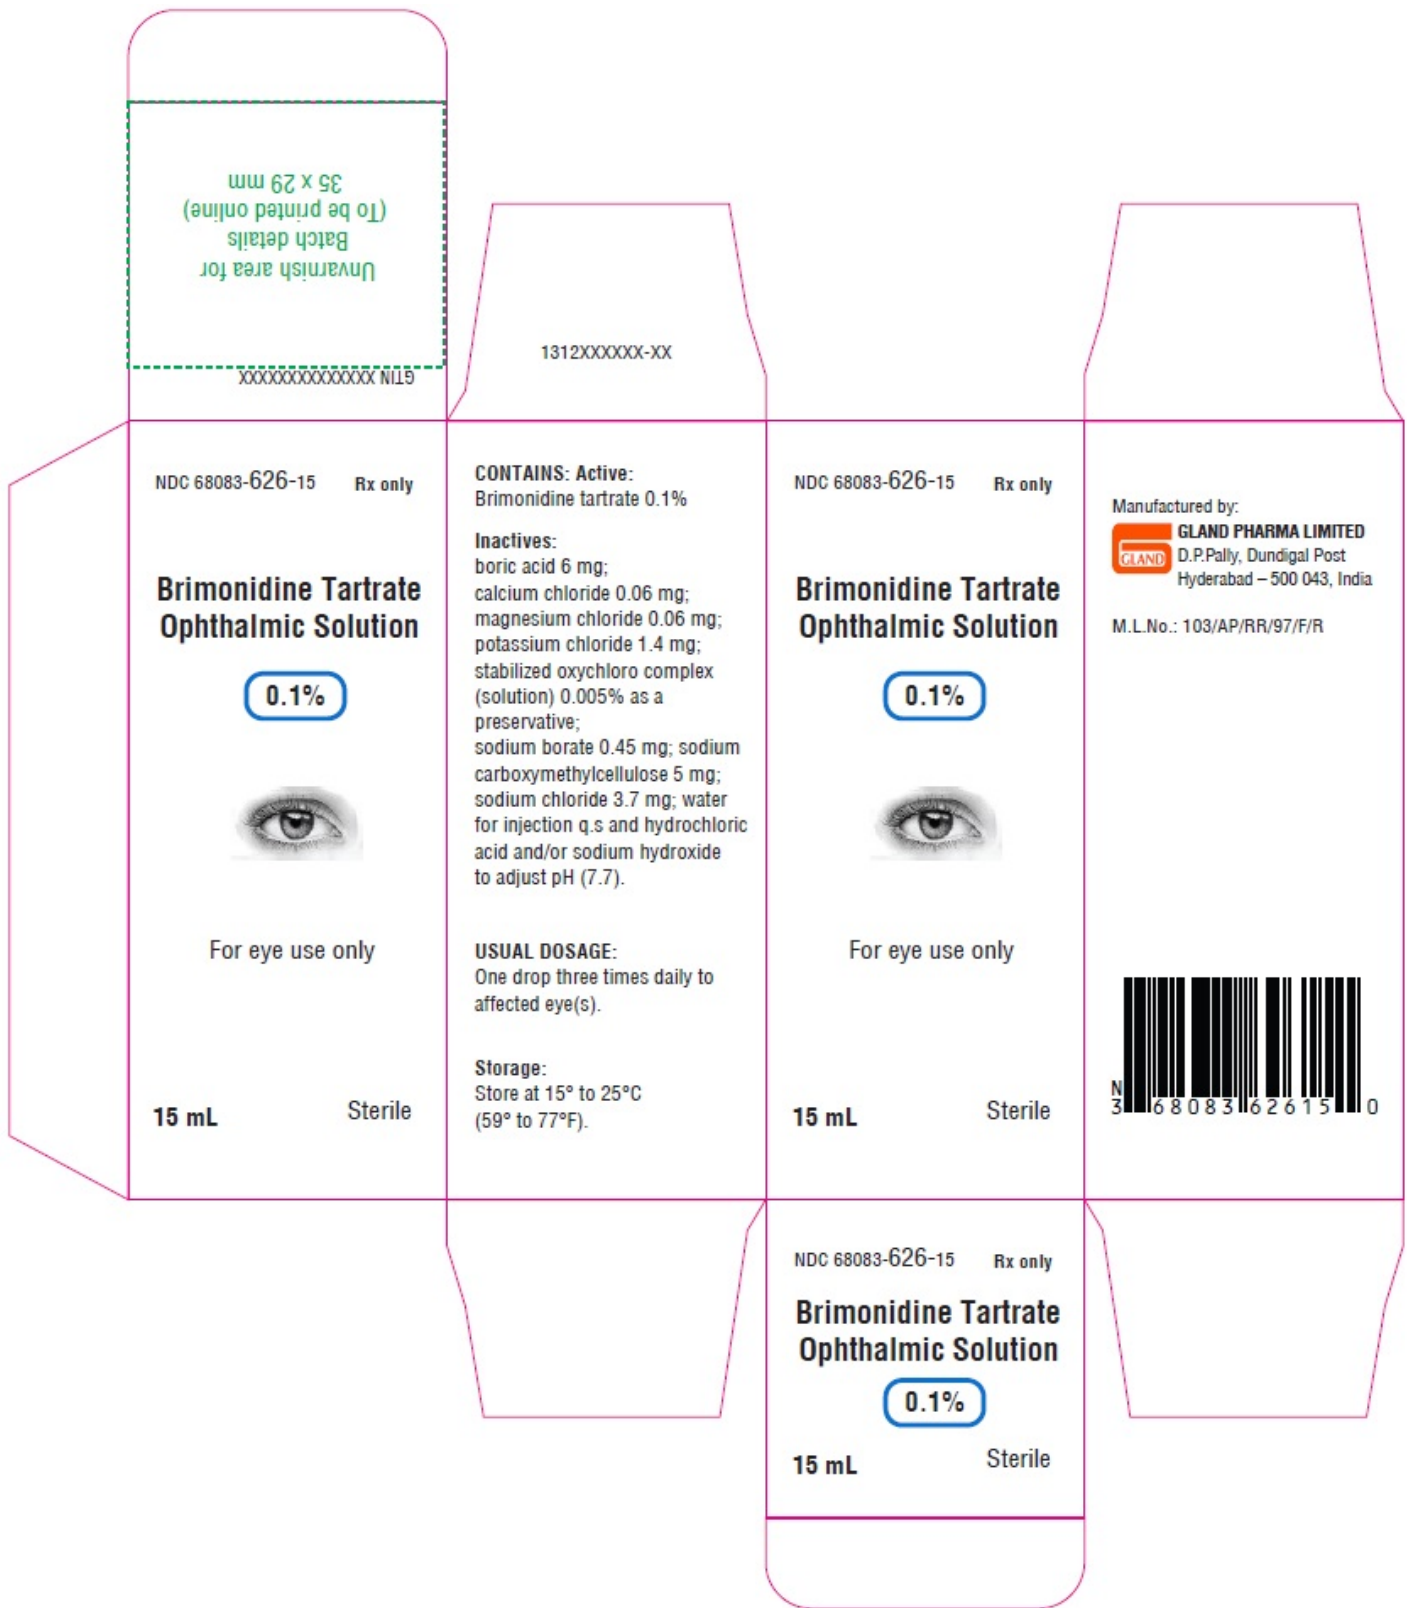 Unvarnish area for
Batch details
(To be printed online)
35 x 29 mm
GTIN XXXXXXXXXXXXXX
1312XXXXXX-XX
NDC 68083-626-15 Rx only
Brimonidine Tartrate
Ophthalmic Solution
0.1%
For eye use only
15 mL Sterile
CONTAINS: Active:
Brimonidine tartrate 0.1%
Inactives:
boric acid 6 mg;
calcium chloride 0.06 mg;
magnesium chloride 0.06 mg;
potassium chloride 1.4 mg;
stabilized oxychloro complex
(solution) 0.005% as a
preservative;
sodium borate 0.45 mg; sodium
carboxymethylcellulose 5 mg;
sodium chloride 3.7 mg; water
for injection q.s and hydrochloric
acid and/or sodium hydroxide
to adjust pH (7.7).
USUAL DOSAGE:
One drop three times daily to
affected eye(s).
Storage:
Store at 15° to 25°C
(59° to 77°F).
NDC 68083-626-15 Rx only
Brimonidine Tartrate
Ophthalmic Solution
0.1%
For eye use only
15 mL Sterile
Manufactured by:
GLAND
GLAND PHARMA LIMITED
D.P.Pally, Dundigal Post
Hyderabad – 500 043, India
M.L.No.: 103/AP/RR/97/F/R
N
3 68083 62615 0
NDC 68083-626-15 Rx only
Brimonidine Tartrate
Ophthalmic Solution
0.1%
15 mL Sterile